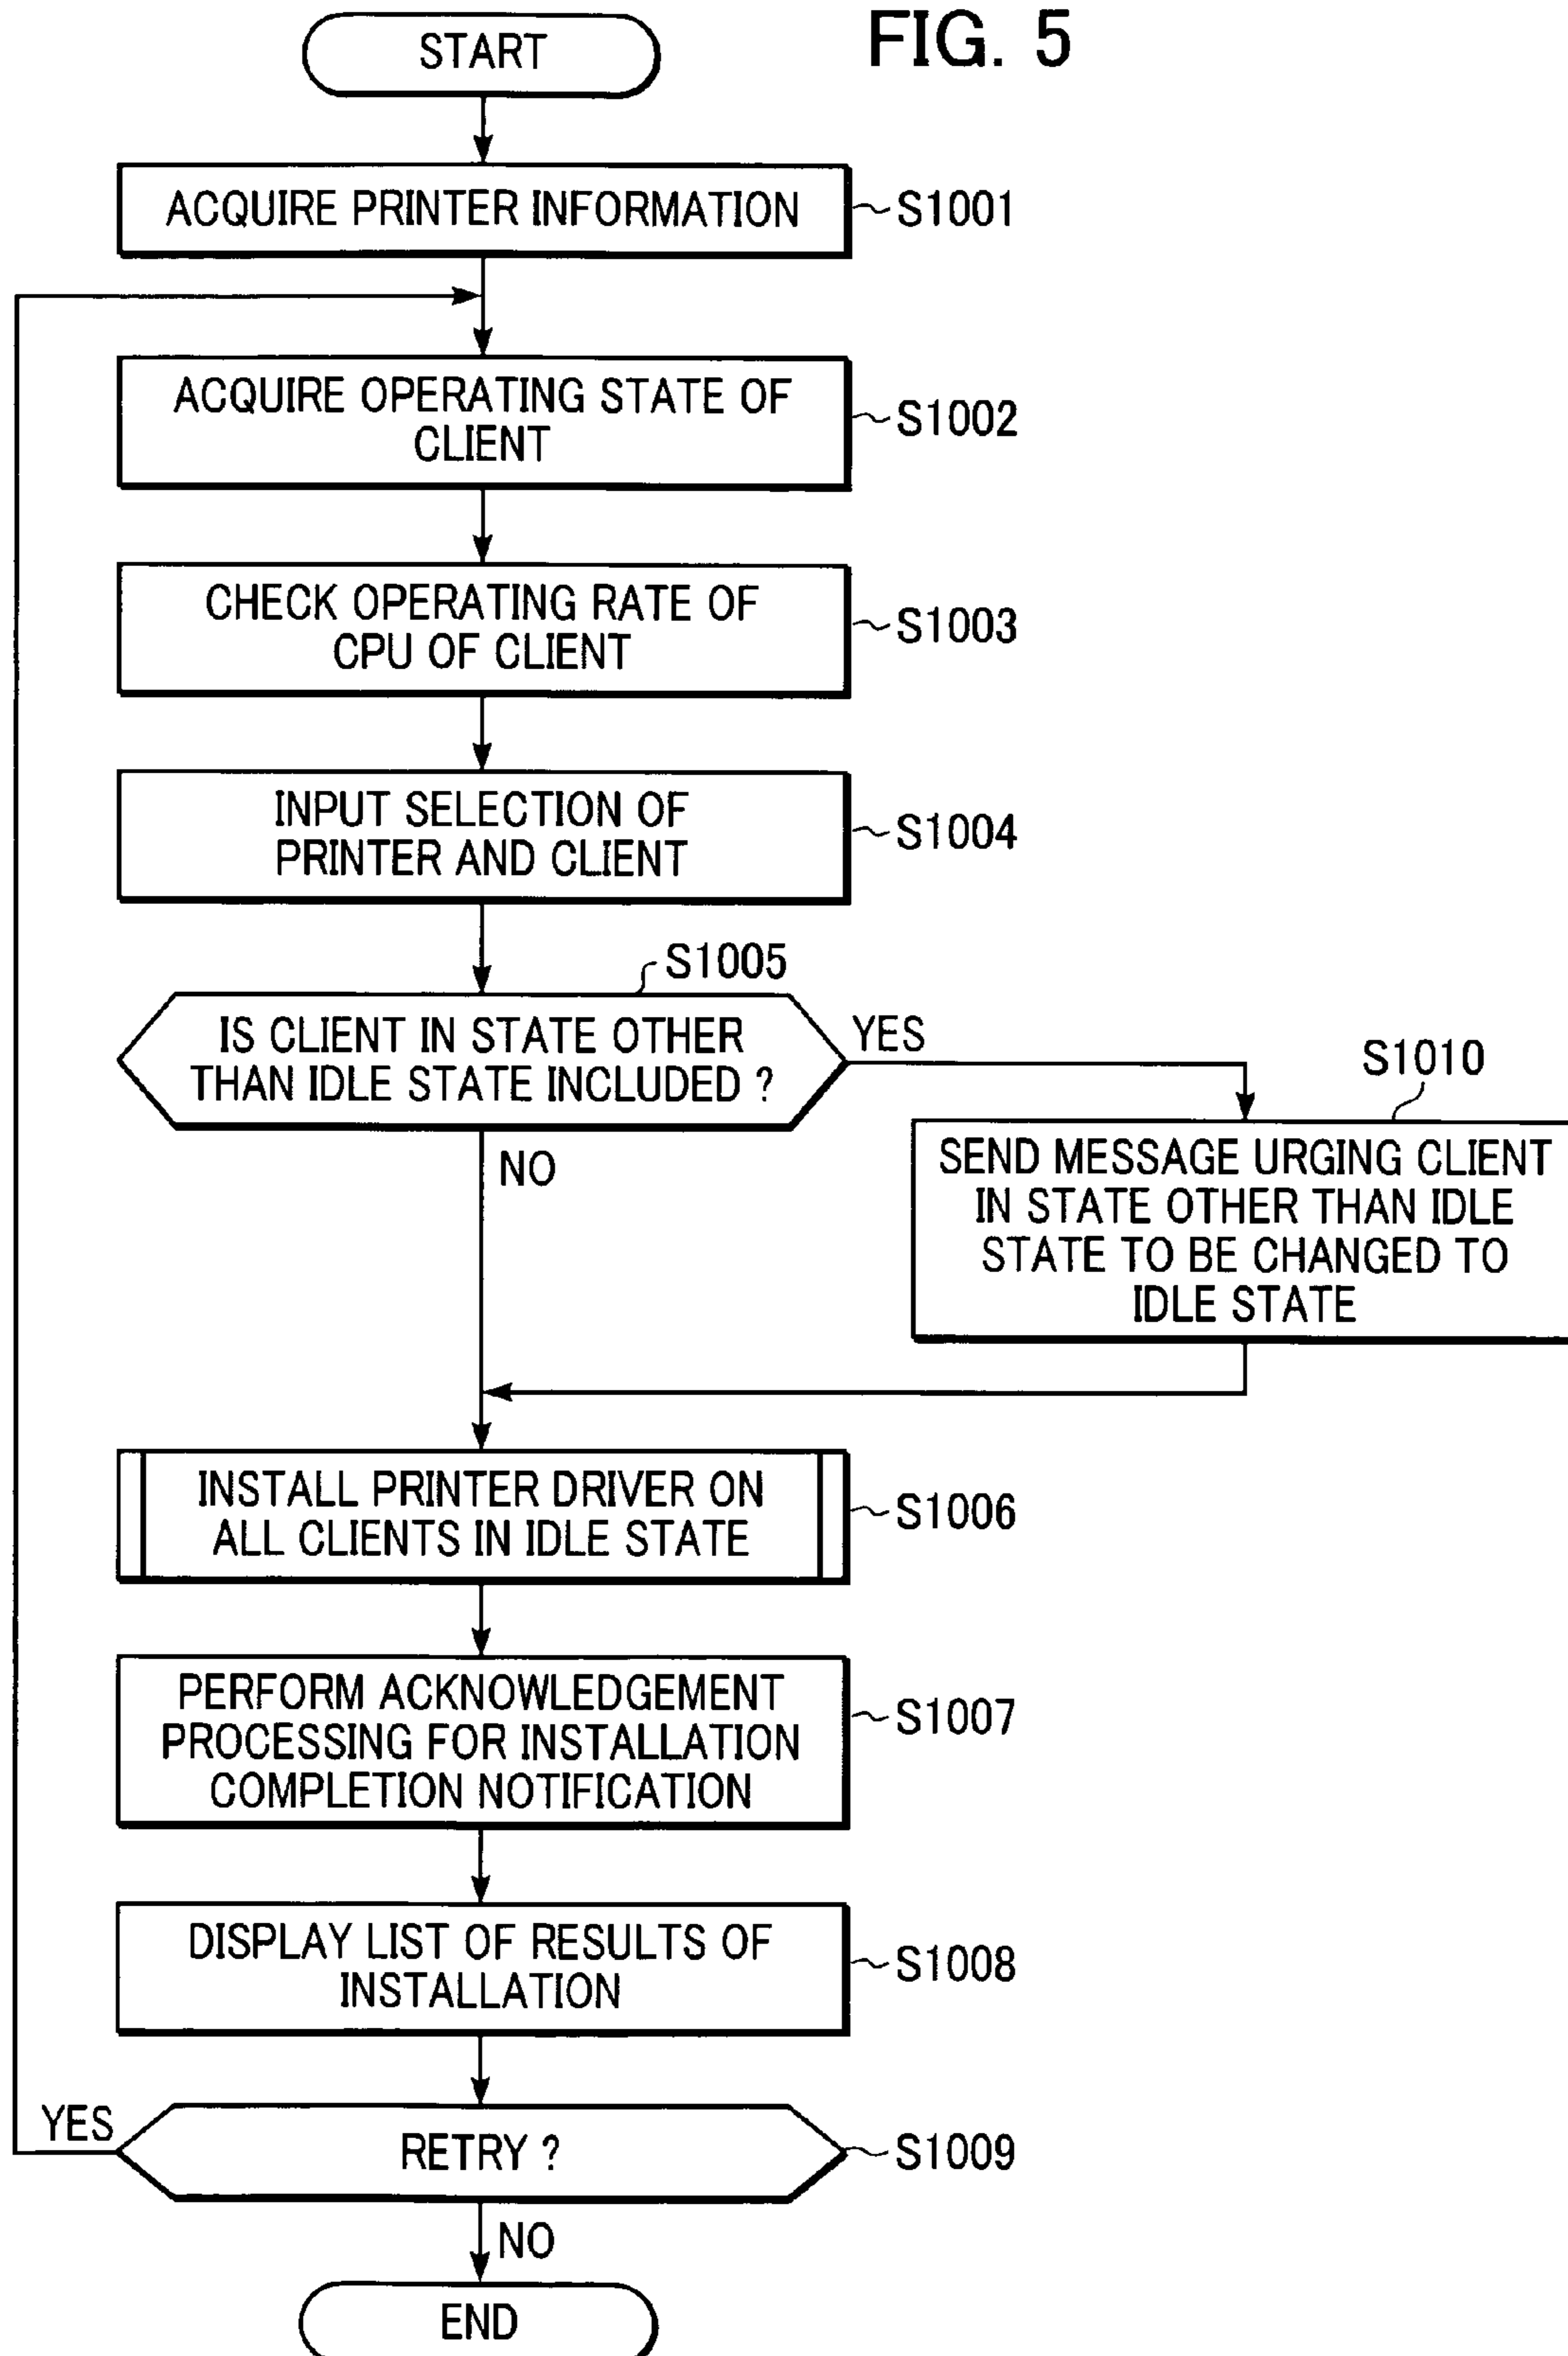 FIG. 5
START
ACQUIRE PRINTER INFORMATION
S1001
ACQUIRE OPERATING STATE OF
CLIENT
S1002
CHECK OPERATING RATE OF
CPU OF CLIENT
S1003
INPUT SELECTION OF
PRINTER AND CLIENT
S1004
S1005
IS CLIENT IN STATE OTHER
THAN IDLE STATE INCLUDED ?
YES
NO
S1010
SEND MESSAGE URGING CLIENT
IN STATE OTHER THAN IDLE
STATE TO BE CHANGED TO
IDLE STATE
INSTALL PRINTER DRIVER ON
ALL CLIENTS IN IDLE STATE
S1006
PERFORM ACKNOWLEDGEMENT
PROCESSING FOR INSTALLATION
COMPLETION NOTIFICATION
S1007
DISPLAY LIST OF RESULTS OF
INSTALLATION
S1008
YES
RETRY ?
S1009
NO
END